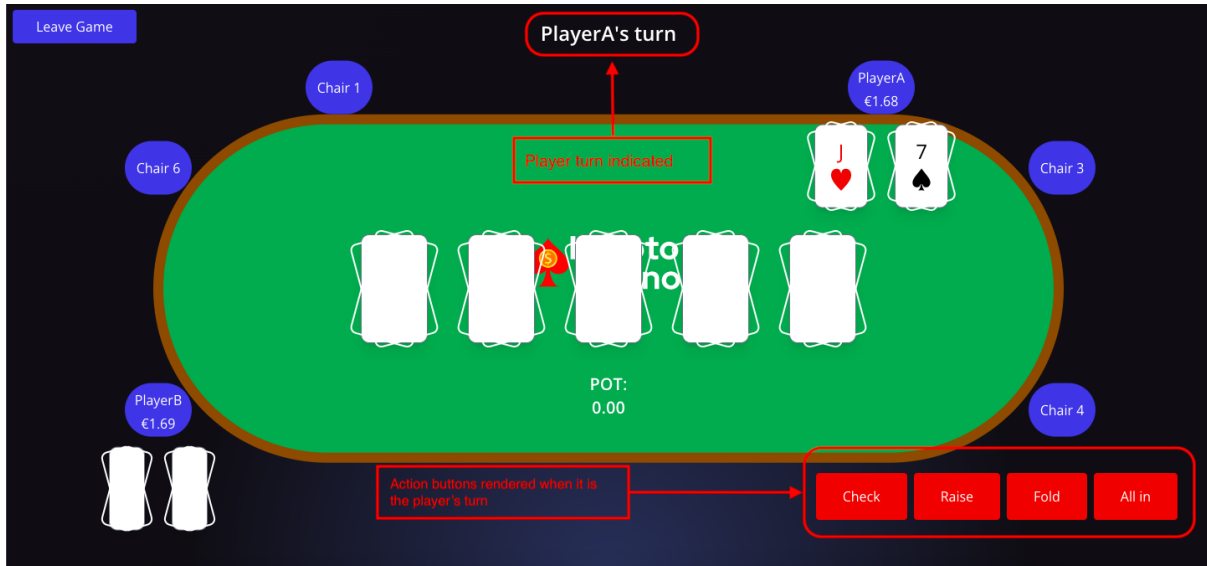 Leave Game
PlayerA's turn
Chair 1
PlayerA
€1.68
Player turn indicated
J
7
Chair 6
Chair 3
S
POT:
0.00
PlayerB
€1.69
Chair 4
Action buttons rendered when it is
the player's turn
Check
Raise
Fold
All in